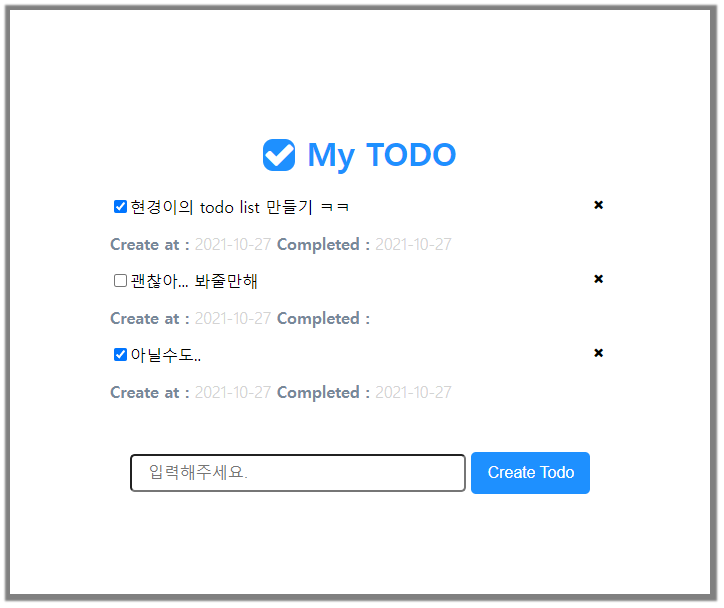 My TODO
현경이의 todo list 만들기 ㅋㅋ
Create at : 2021-10-27 Completed : 2021-10-27
괜찮아... 봐줄만해
Create at : 2021-10-27 Completed :
아닐수도..
Create at : 2021-10-27 Completed : 2021-10-27
입력해주세요. Create Todo